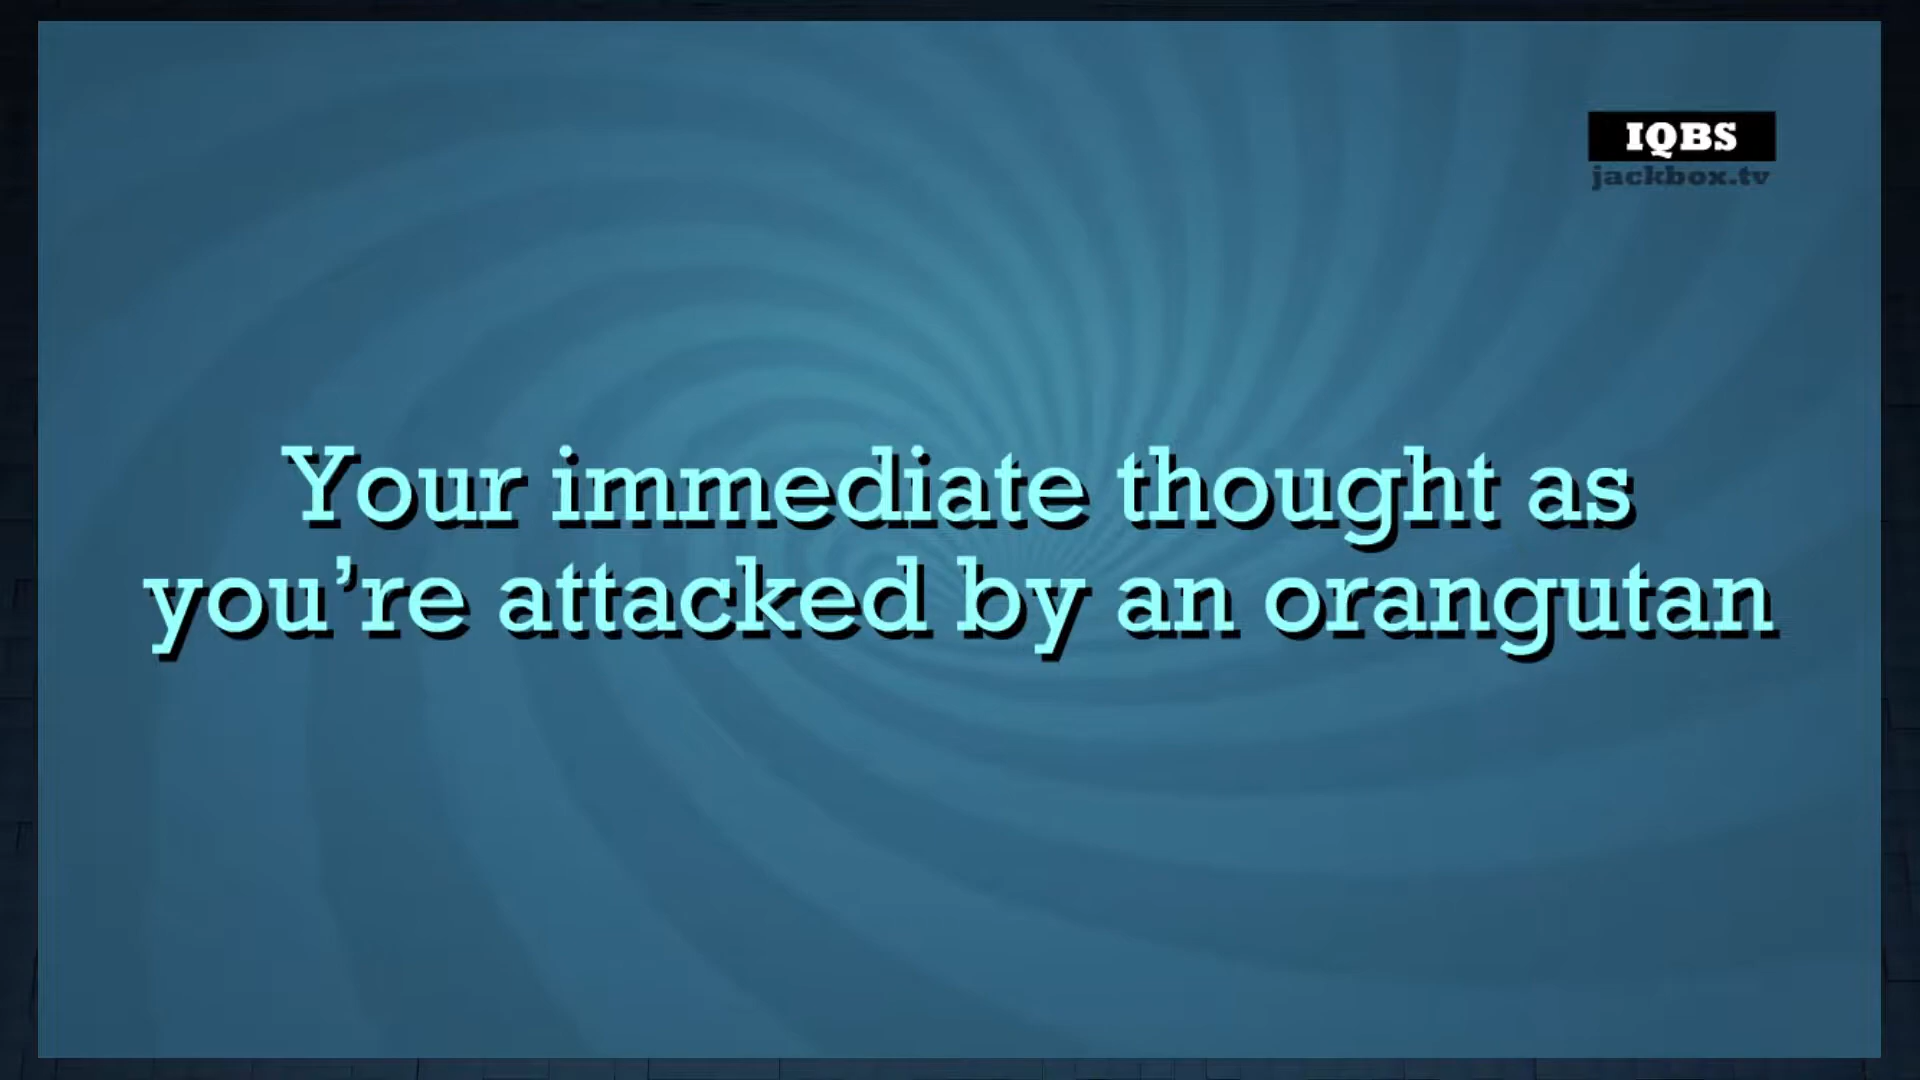 IQBS
jackbox.tv
Your immediate thought as
you’re attacked by an orangutan